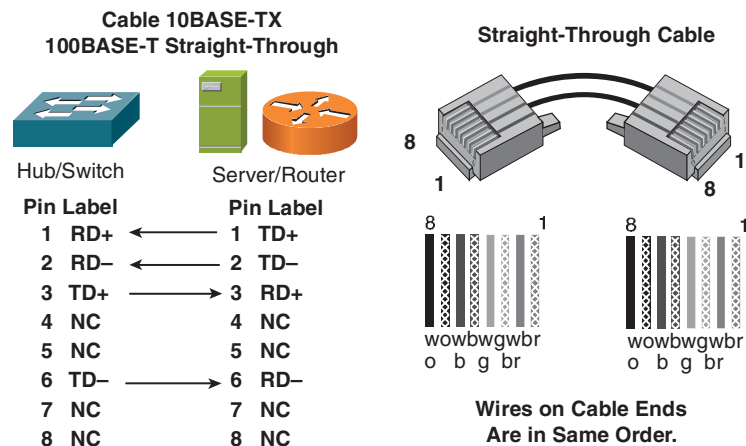 Cable 10BASE-TX
100BASE-T Straight-Through
Hub/Switch
Server/Router
Pin Label
Pin Label
1 RD+
1 TD+
2 RD–
2 TD–
3 TD+
3 RD+
4 NC
4 NC
5 NC
5 NC
6 TD–
6 RD–
7 NC
7 NC
8 NC
8 NC
Straight-Through Cable
8
1
1
8
8 1
8 1
wowbwgwbr
o b g br
wowbwgwbr
o b g br
Wires on Cable Ends
Are in Same Order.